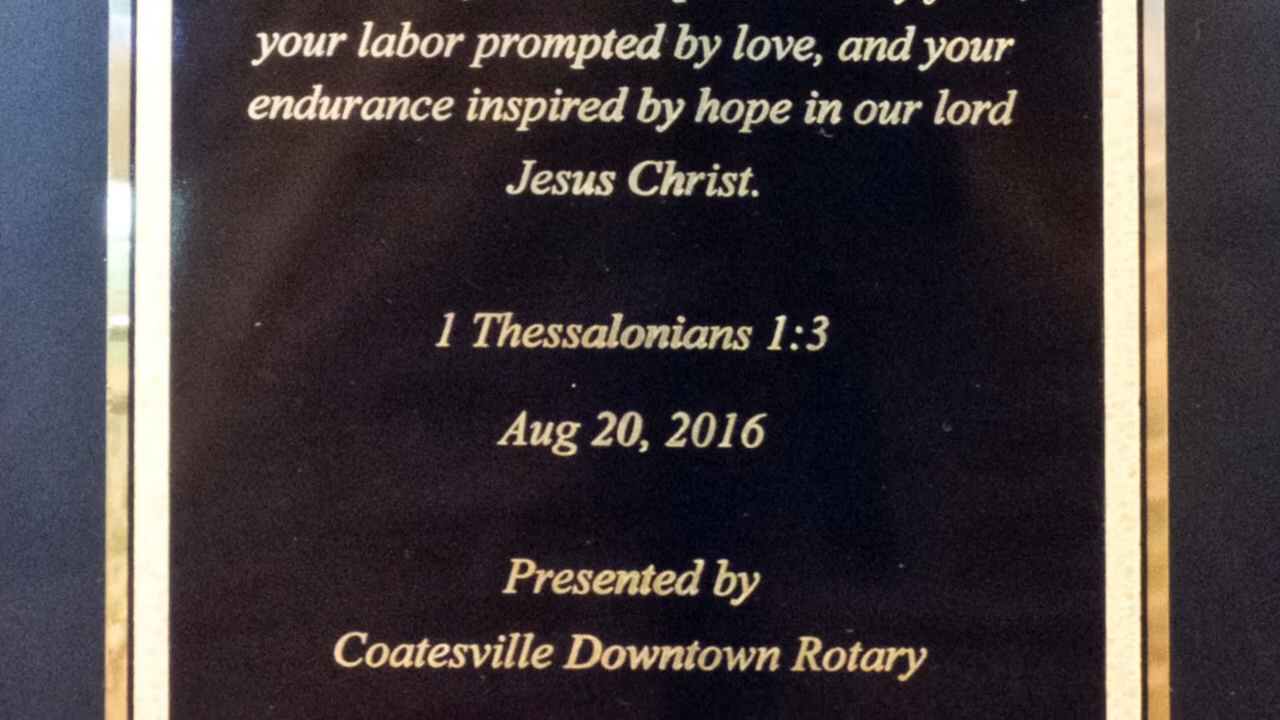 your labor prompted by love, and your
endurance inspired by hope in our lord
Jesus Christ.
1 Thessalonians 1:3
Aug 20, 2016
Presented by
Coatesville Downtown Rotary